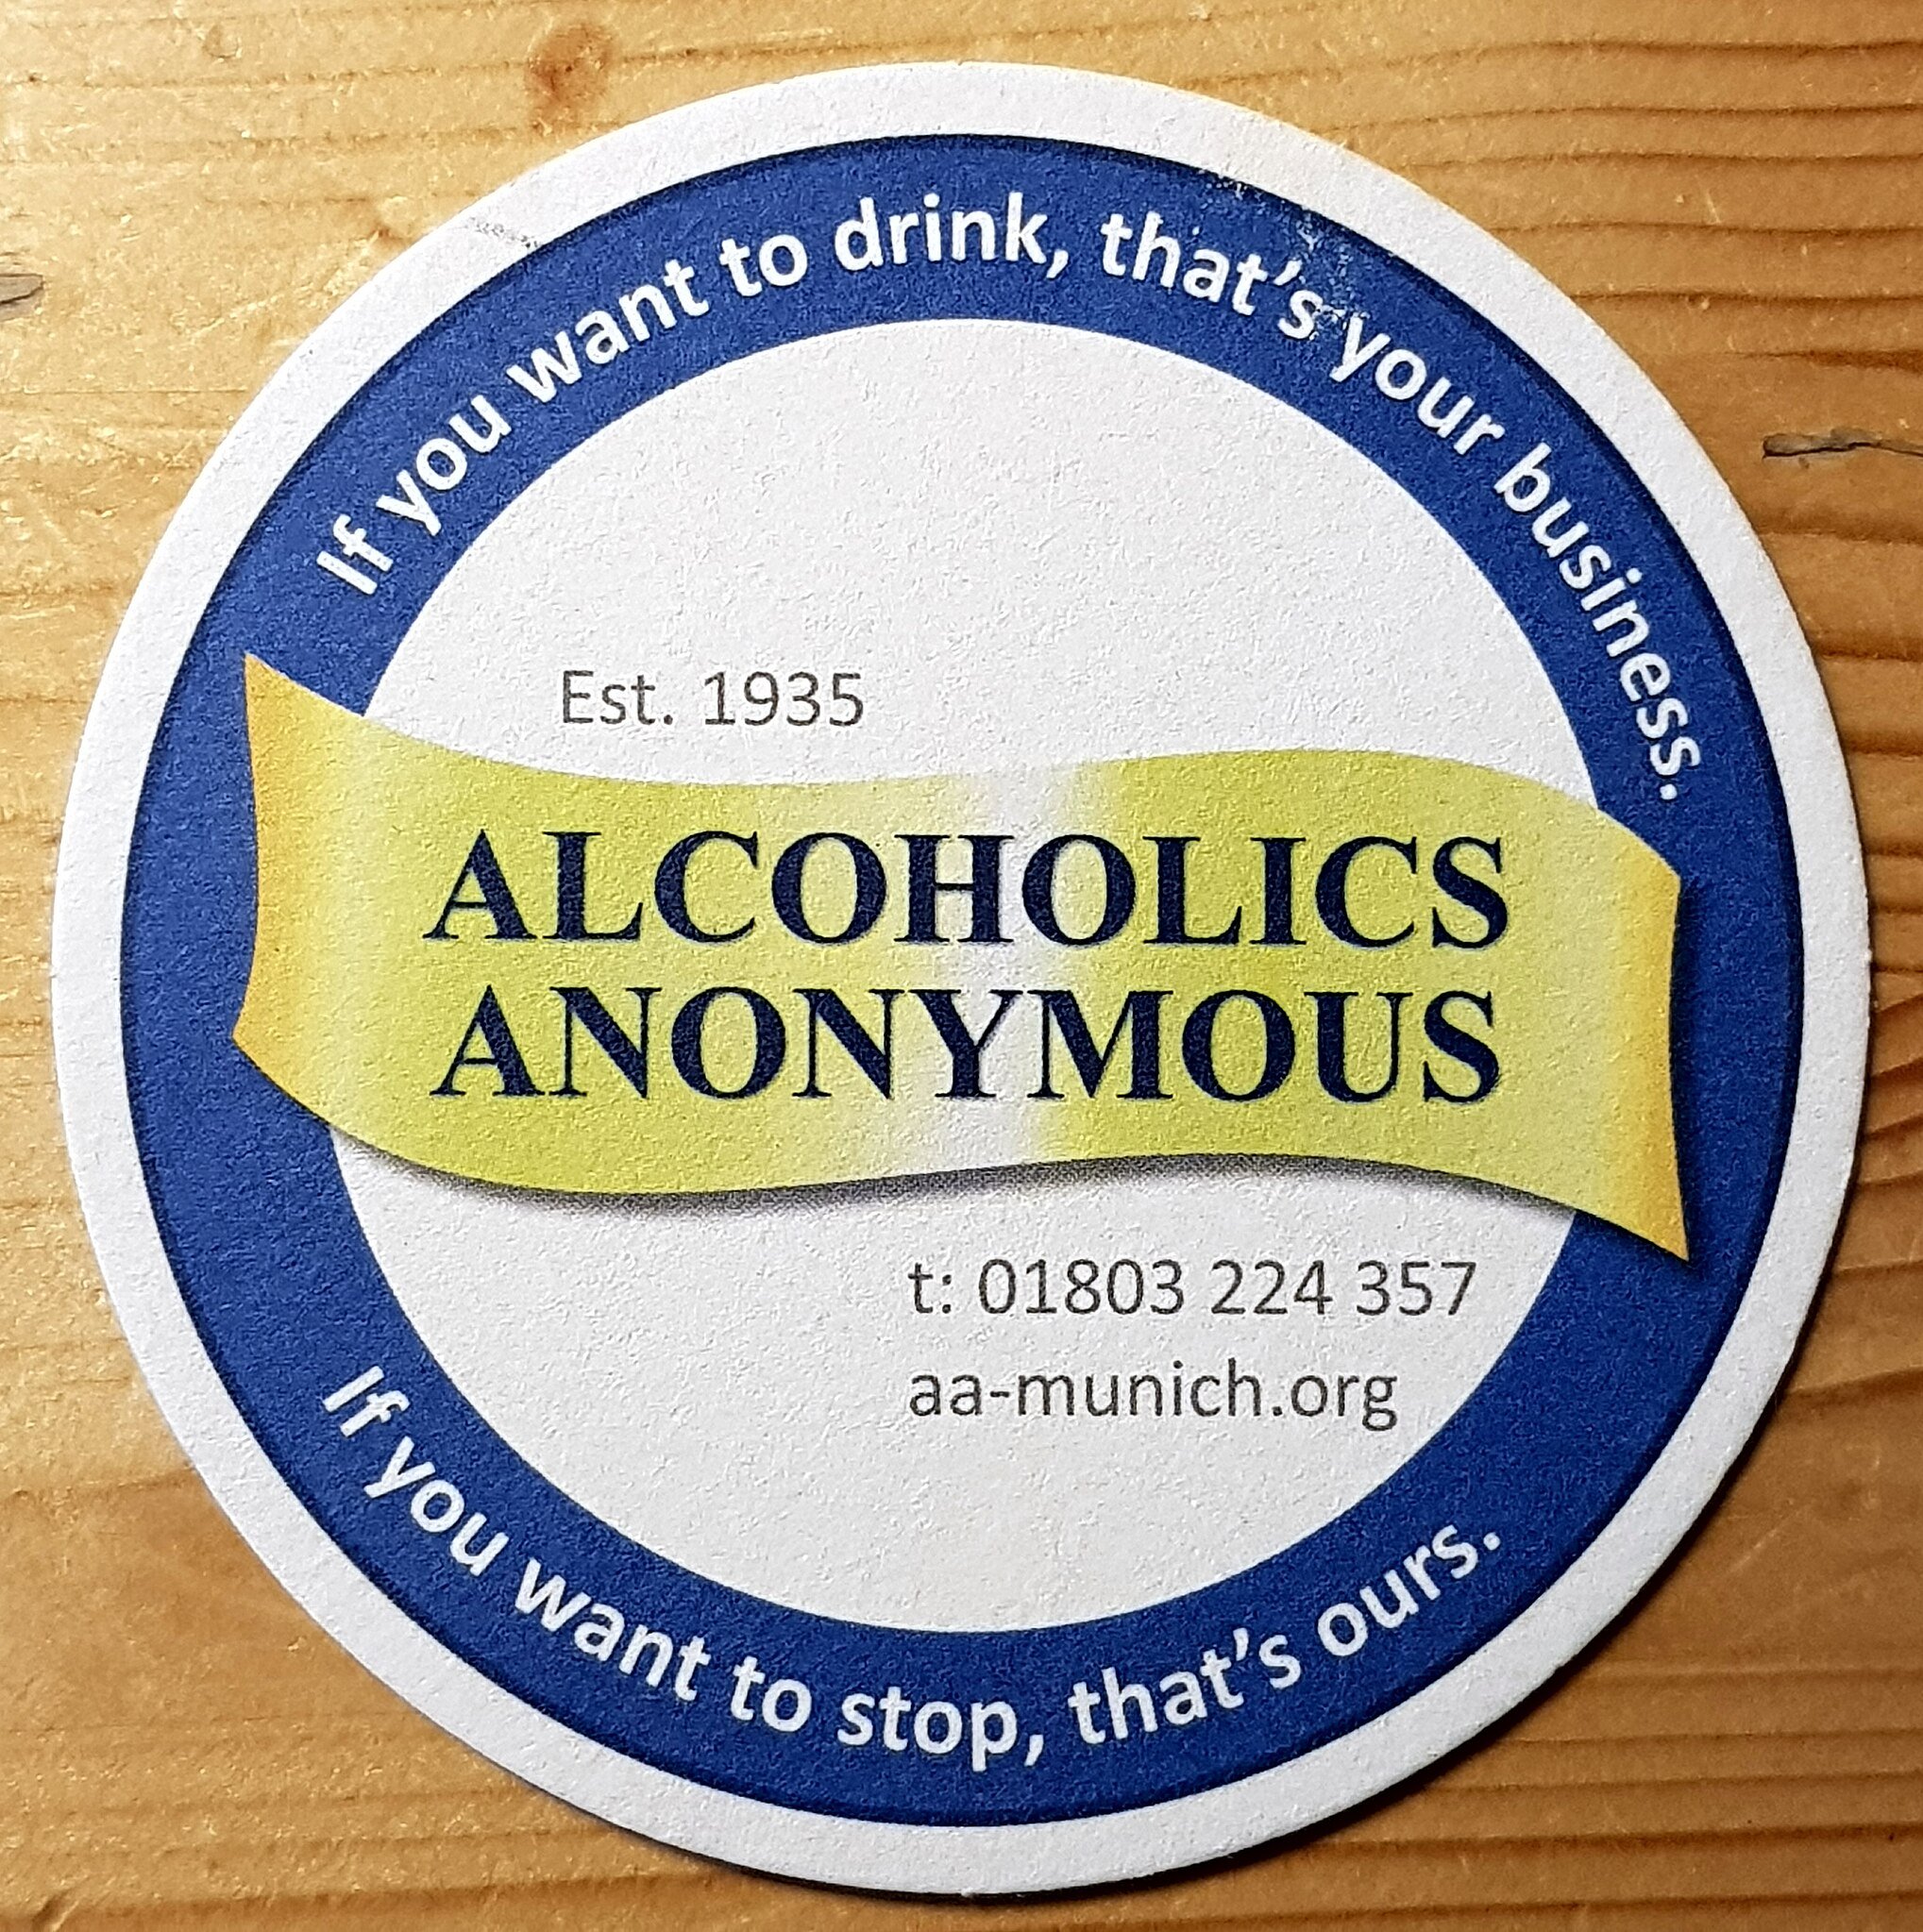 If you want to drink, that’s your business.
Est. 1935
ALCOHOLICS
ANONYMOUS
t: 01803 224 357
aa-munich.org
If you want to stop, that’s ours.